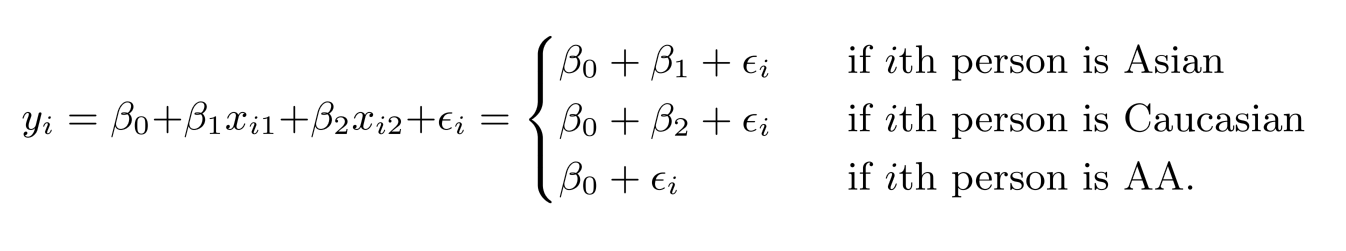 yᵢ = β₀+β₁xᵢ₁+β₂xᵢ₂+ϵᵢ = { β₀ + β₁ + ϵᵢ if ith person is Asian
β₀ + β₂ + ϵᵢ if ith person is Caucasian
β₀ + ϵᵢ if ith person is AA.